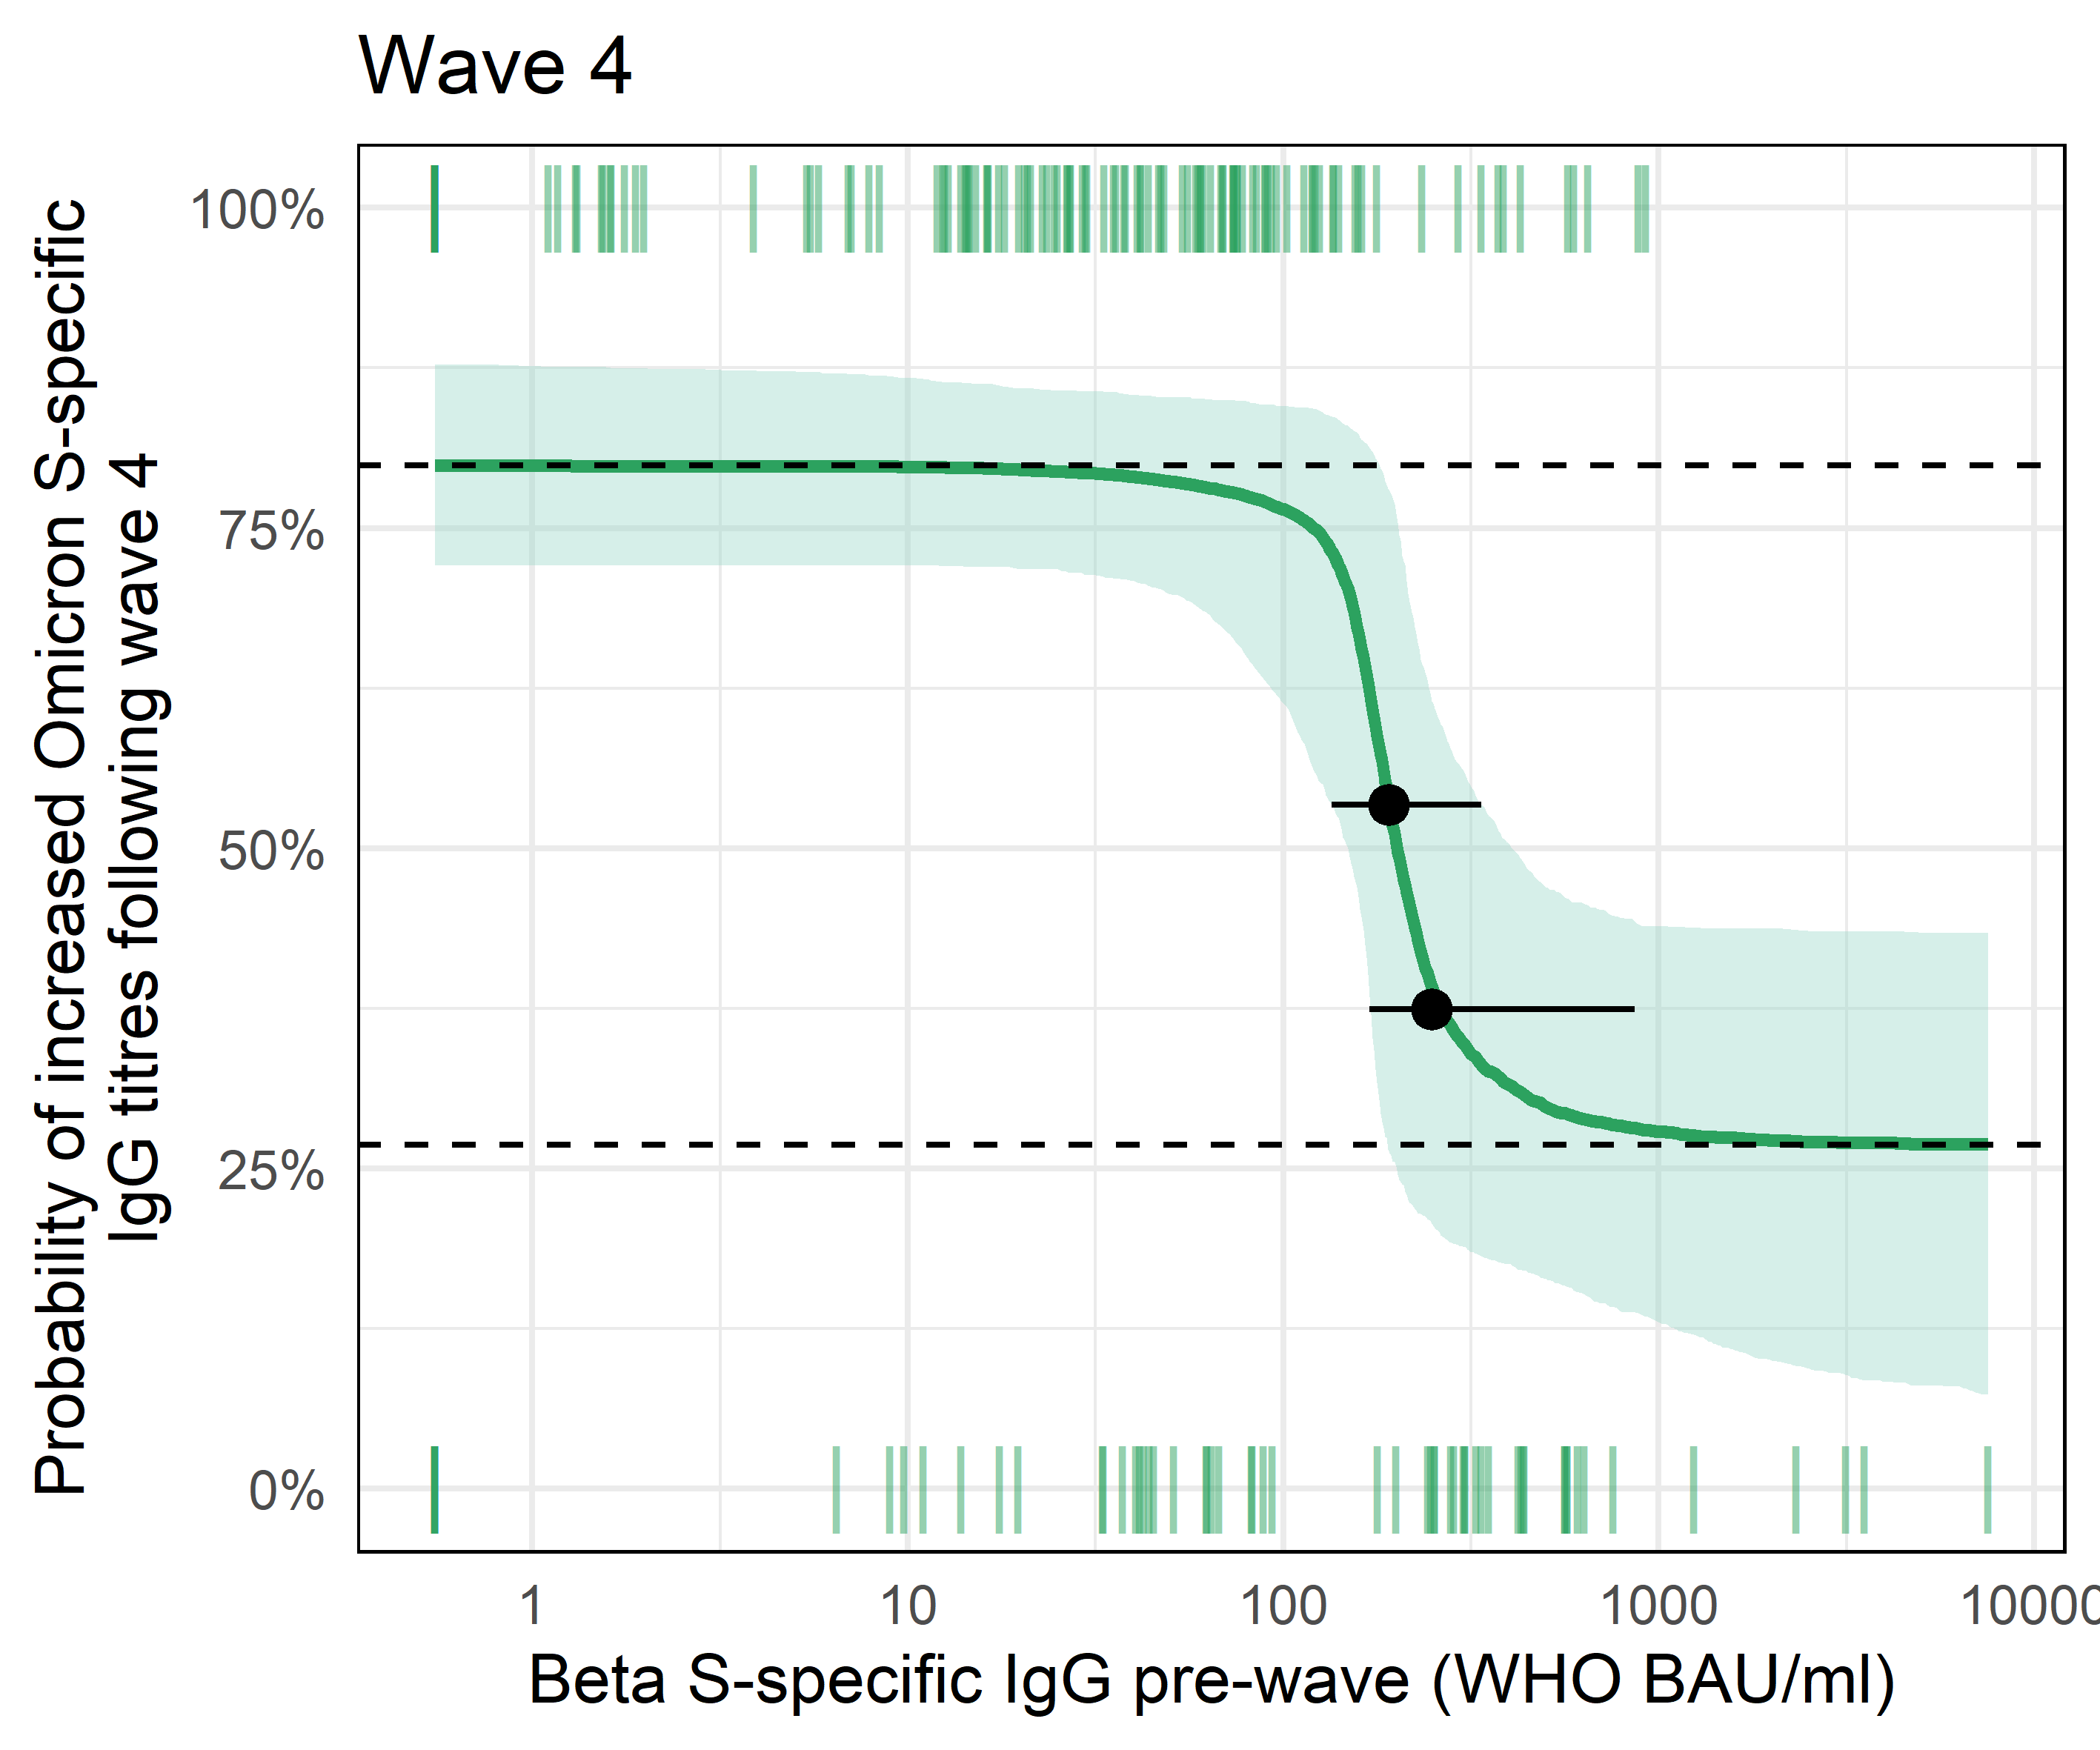 Wave 4
Probability of increased Omicron S-specific
IgG titres following wave 4
100%
75%
50%
25%
0%
1
10
100
1000
10000
Beta S-specific IgG pre-wave (WHO BAU/ml)